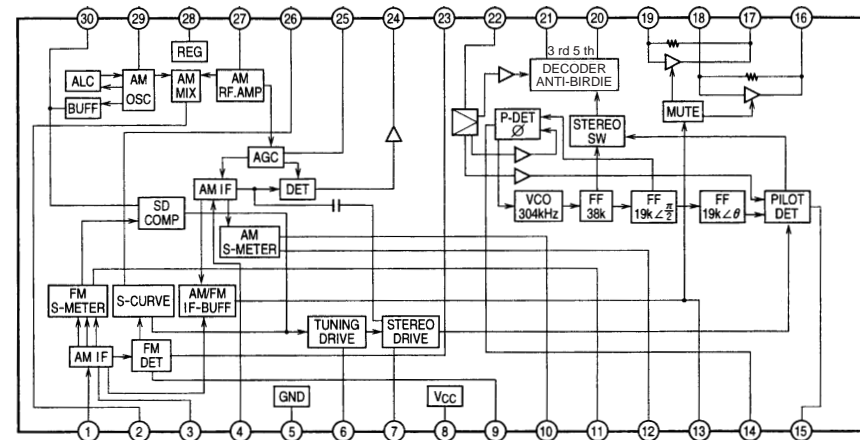 30 29 28 27 26 25 24 23 22 21 20 19 18 17 16
REG
3 rd 5 th
ALC
AM
OSC
AM
MIX
AM
RF.AMP
DECODER
ANTI-BIRDIE
BUFF
MUTE
P-DET
Ø
STEREO
SW
AGC
AM IF
DET
SD
COMP
VCO
304kHz
FF
38k
FF
19k∠π/2
FF
19k∠θ
PILOT
DET
AM
S-METER
FM
S-METER
S-CURVE
AM/FM
IF-BUFF
TUNING
DRIVE
STEREO
DRIVE
AM IF
FM
DET
GND
VCC
1 2 3 4 5 6 7 8 9 10 11 12 13 14 15